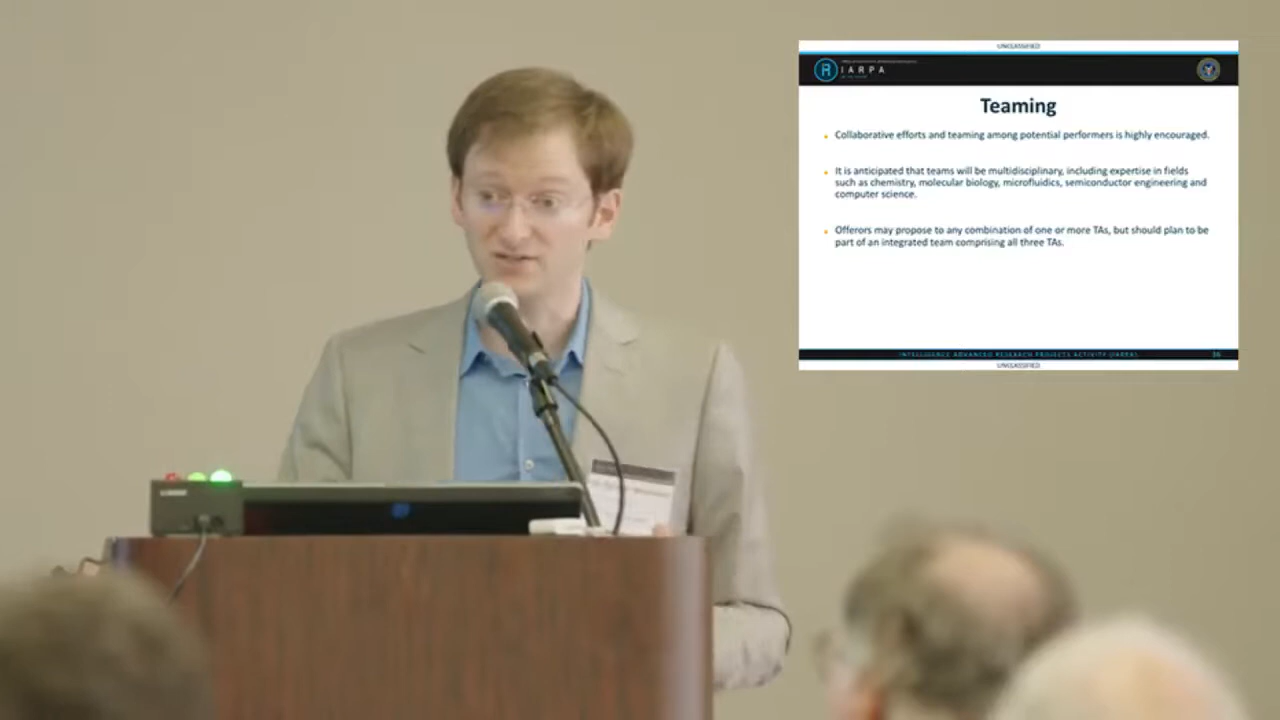 UNCLASSIFIED
IARPA
Teaming
Collaborative efforts and teaming among potential performers is highly encouraged.
It is anticipated that teams will be multidisciplinary, including expertise in fields
such as chemistry, molecular biology, microfluidics, semiconductor engineering and
computer science.
Offerors may propose to any combination of one or more TAs, but should plan to be
part of an integrated team comprising all three TAs.
INTELLIGENCE ADVANCED RESEARCH PROJECTS ACTIVITY (IARPA)
UNCLASSIFIED